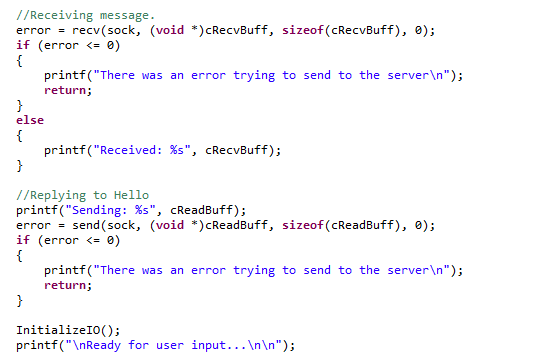 //Receiving message.
error = recv(sock, (void *)cRecvBuff, sizeof(cRecvBuff), 0);
if (error <= 0)
{
    printf("There was an error trying to send to the server\n");
    return;
}
else
{
    printf("Received: %s", cRecvBuff);
}

//Replying to Hello
printf("Sending: %s", cReadBuff);
error = send(sock, (void *)cReadBuff, sizeof(cReadBuff), 0);
if (error <= 0)
{
    printf("There was an error trying to send to the server\n");
    return;
}

InitializeIO();
printf("\nReady for user input...\n\n");